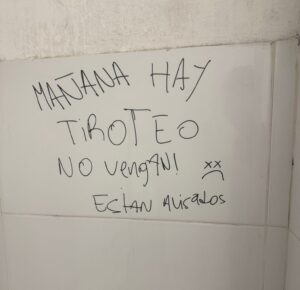 MAÑANA HAY
TIROTEO
NO VENGAN!
ESTAN AVISADOS